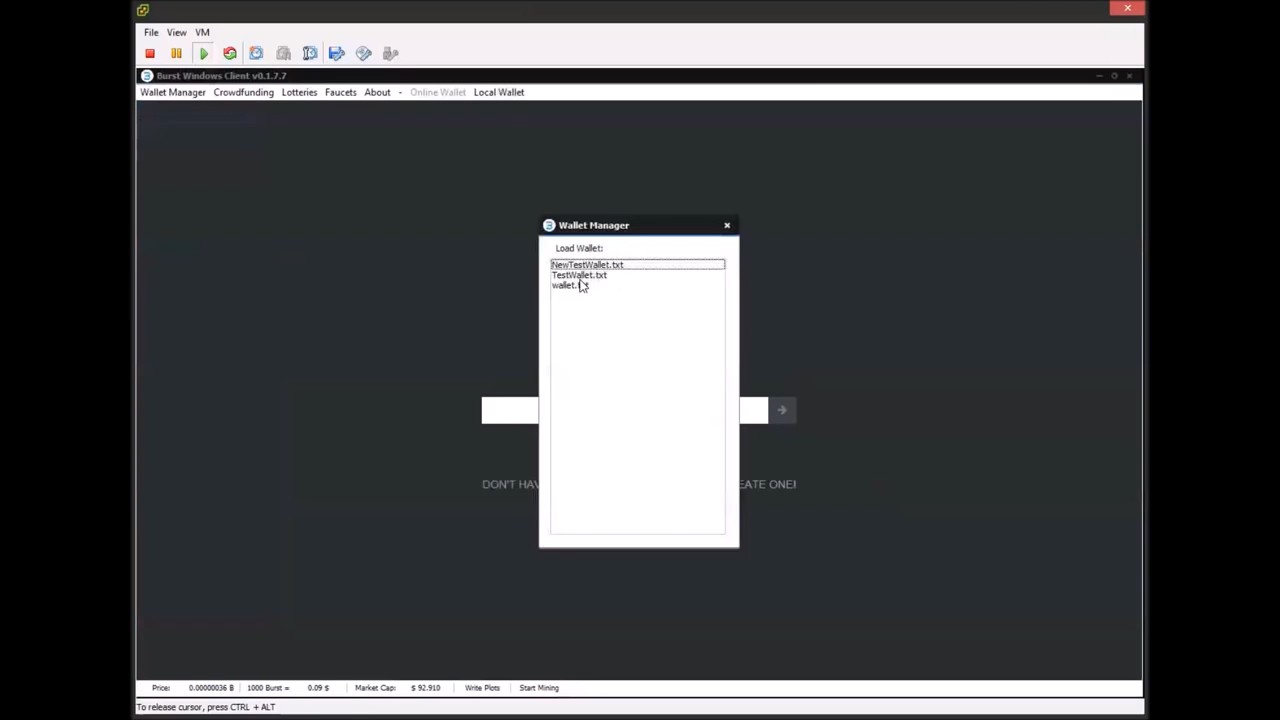 File View VM
Burst Windows Client v0.1.7.7
Wallet Manager Crowdfunding Lotteries Faucets About - Online Wallet Local Wallet
Wallet Manager
Load Wallet:
NewTestWallet.txt
TestWallet.txt
wallet.txt
DON'T HAV EATE ONE!
Price: 0.00000036 B 1000 Burst = 0.09 $ Market Cap: $ 92.910 Write Plots Start Mining
To release cursor, press CTRL + ALT